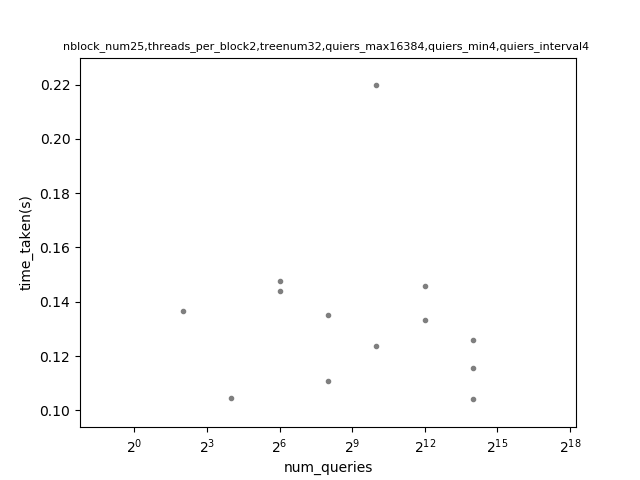 nblock_num25,threads_per_block2,treenum32,quiers_max16384,quiers_min4,quiers_interval4
0.22
0.20
0.18
0.16
0.14
0.12
0.10
time_taken(s)
2^0 2^3 2^6 2^9 2^12 2^15 2^18
num_queries